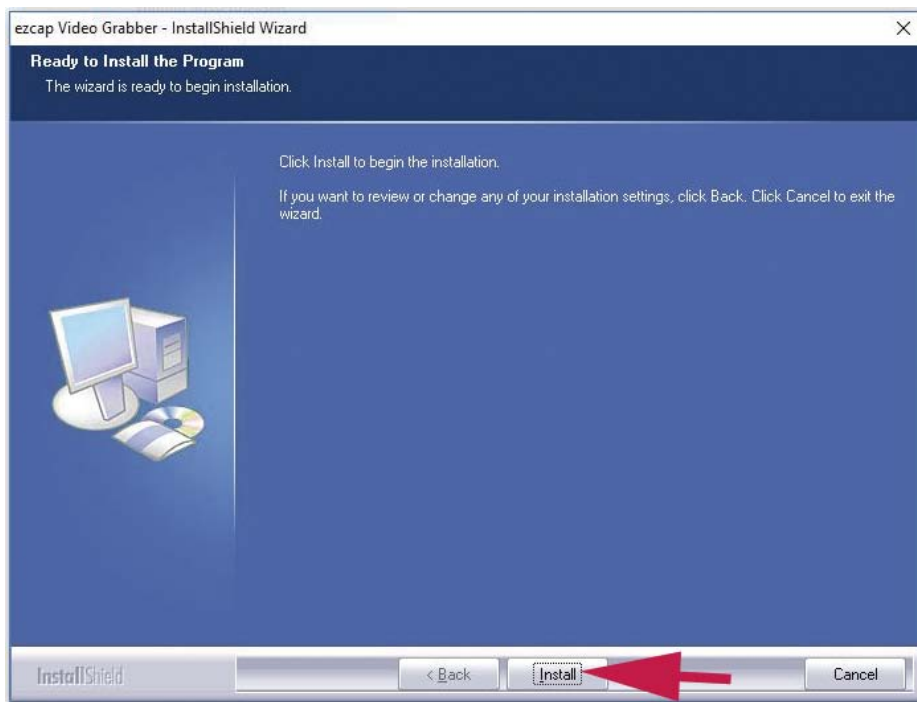 ezcap Video Grabber - InstallShield Wizard
Ready to Install the Program
The wizard is ready to begin installation.
Click Install to begin the installation.
If you want to review or change any of your installation settings, click Back. Click Cancel to exit the
wizard.
InstallShield
< Back Install Cancel